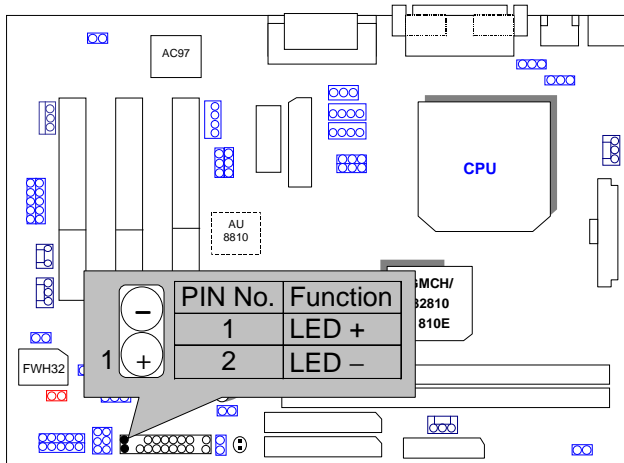 AC97
CPU
AU
8810
GMCH/
82810
810E
PIN No. Function
1 LED +
2 LED –
–
+
1
FWH32